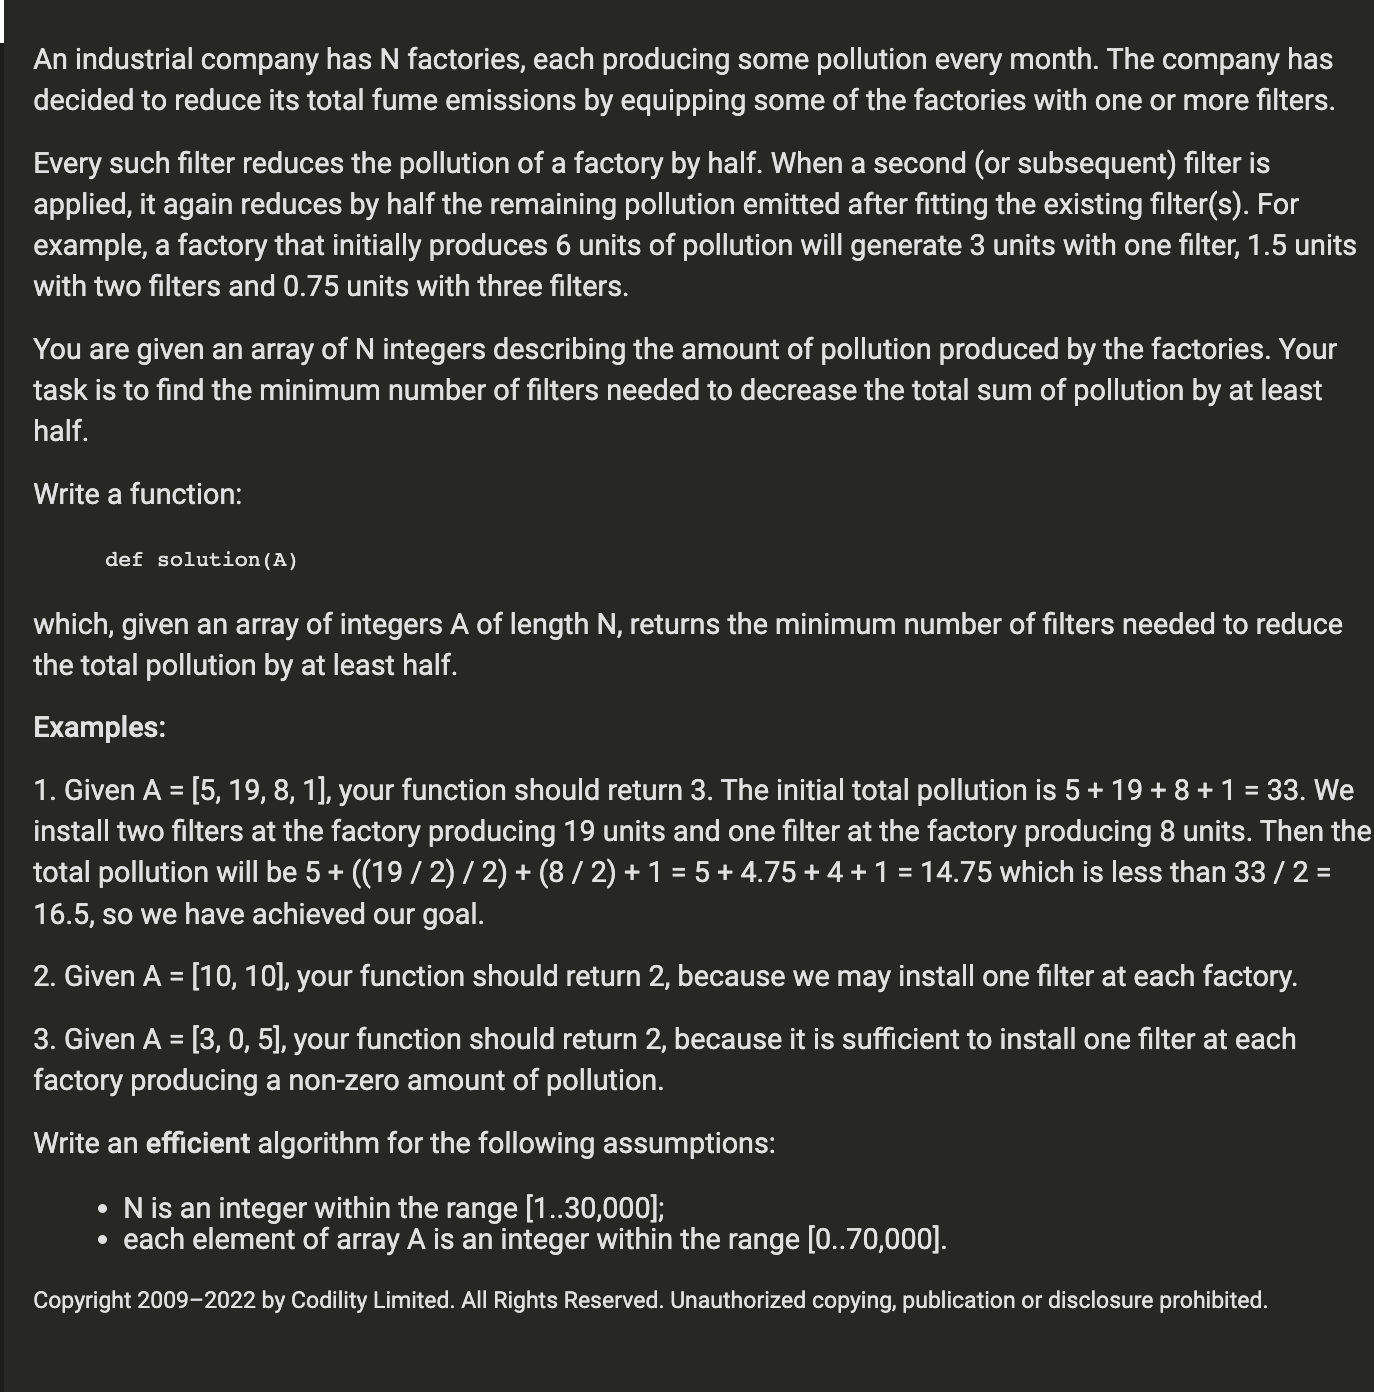 An industrial company has N factories, each producing some pollution every month. The company has
decided to reduce its total fume emissions by equipping some of the factories with one or more filters.
Every such filter reduces the pollution of a factory by half. When a second (or subsequent) filter is
applied, it again reduces by half the remaining pollution emitted after fitting the existing filter(s). For
example, a factory that initially produces 6 units of pollution will generate 3 units with one filter, 1.5 units
with two filters and 0.75 units with three filters.
You are given an array of N integers describing the amount of pollution produced by the factories. Your
task is to find the minimum number of filters needed to decrease the total sum of pollution by at least
half.
Write a function:
def solution(A)
which, given an array of integers A of length N, returns the minimum number of filters needed to reduce
the total pollution by at least half.
Examples:
1. Given A = [5, 19, 8, 1], your function should return 3. The initial total pollution is 5 + 19 + 8 + 1 = 33. We
install two filters at the factory producing 19 units and one filter at the factory producing 8 units. Then the
total pollution will be 5 + ((19 / 2) / 2) + (8 / 2) + 1 = 5 + 4.75 + 4 + 1 = 14.75 which is less than 33 / 2 =
16.5, so we have achieved our goal.
2. Given A = [10, 10], your function should return 2, because we may install one filter at each factory.
3. Given A = [3, 0, 5], your function should return 2, because it is sufficient to install one filter at each
factory producing a non-zero amount of pollution.
Write an efficient algorithm for the following assumptions:
• N is an integer within the range [1..30,000];
• each element of array A is an integer within the range [0..70,000].
Copyright 2009–2022 by Codility Limited. All Rights Reserved. Unauthorized copying, publication or disclosure prohibited.